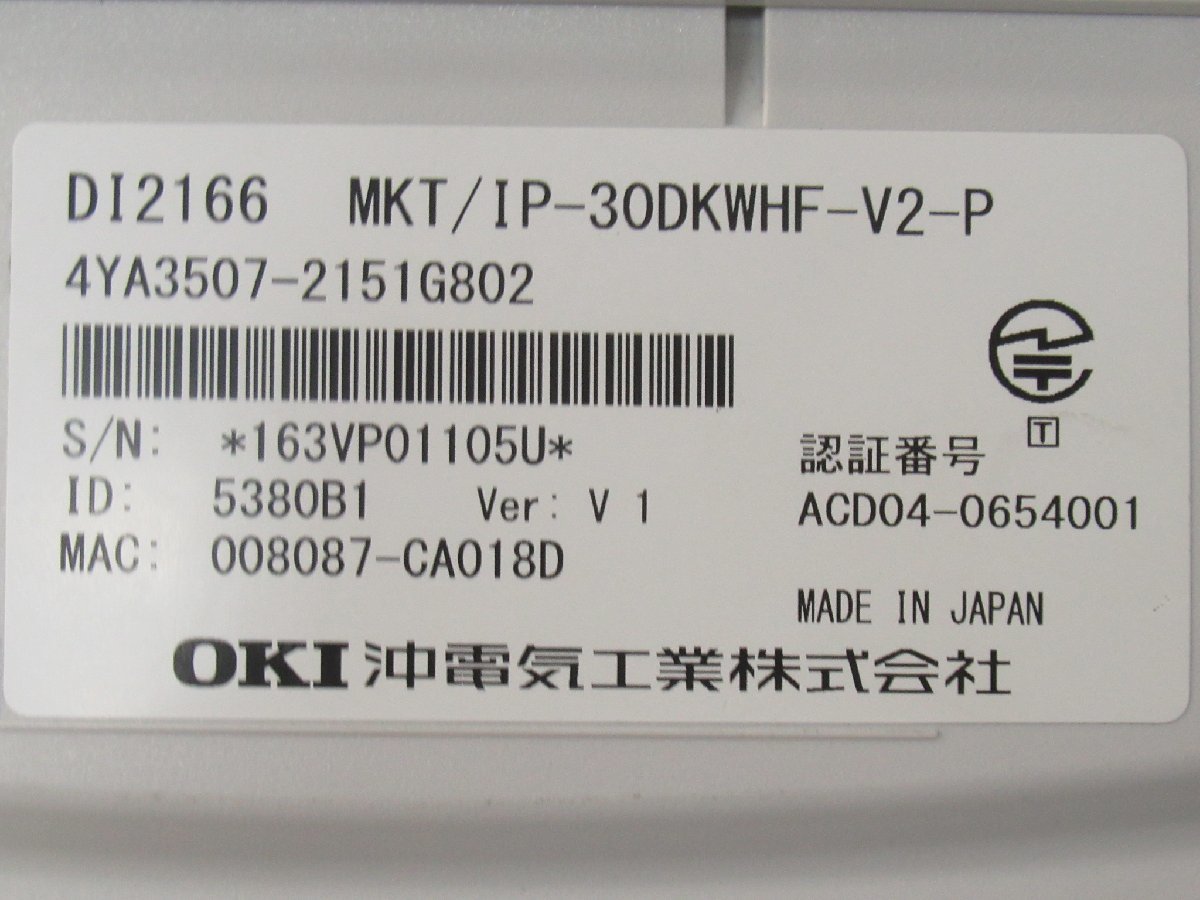 DI2166 MKT/IP-30DKWHF-V2-P
4YA3507-2151G802
S/N: *163VP01105U*
ID: 5380B1 Ver: V 1
MAC: 008087-CA018D
T
認証番号
ACD04-0654001
MADE IN JAPAN
OKI 沖電気工業株式会社